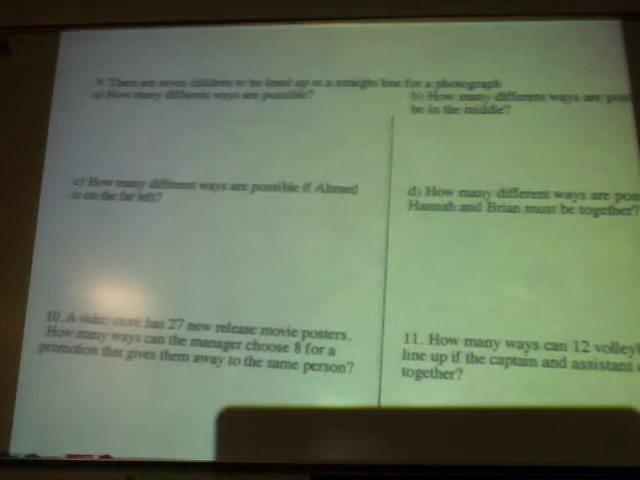 9. There are seven children to be lined up in a straight line for a photograph
a) How many different ways are possible?
b) How many different ways are
be in the middle?
c) How many different ways are possible if Ahmed
is on the far left?
d) How many different ways are
Hannah and Brian must be together?
10. A video store has 27 new release movie posters.
How many ways can the manager choose 8 for a
promotion that gives them away to the same person?
11. How many ways can 12
line up if the captain and assistant
together?